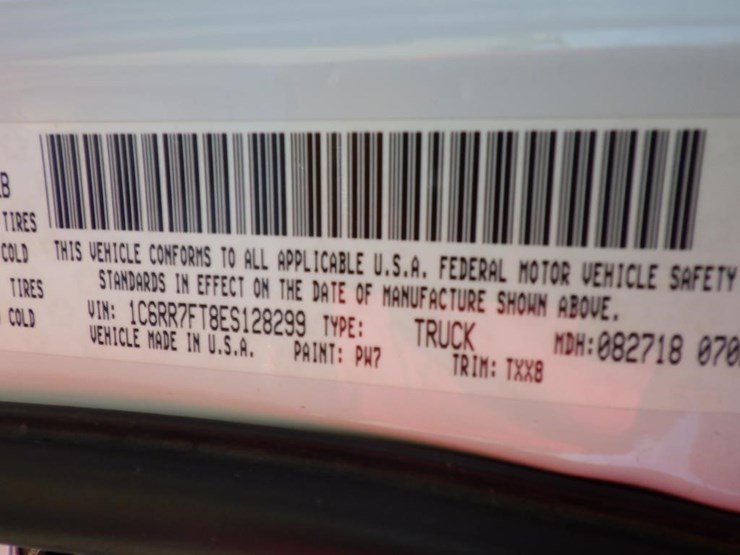 LB
TIRES
COLD
TIRES
COLD
THIS VEHICLE CONFORMS TO ALL APPLICABLE U.S.A. FEDERAL MOTOR VEHICLE SAFETY
STANDARDS IN EFFECT ON THE DATE OF MANUFACTURE SHOWN ABOVE.
VIN: 1C6RR7FT8ES128299 TYPE: TRUCK MDH:082718 070
VEHICLE MADE IN U.S.A. PAINT: PW7 TRIM: TXX8